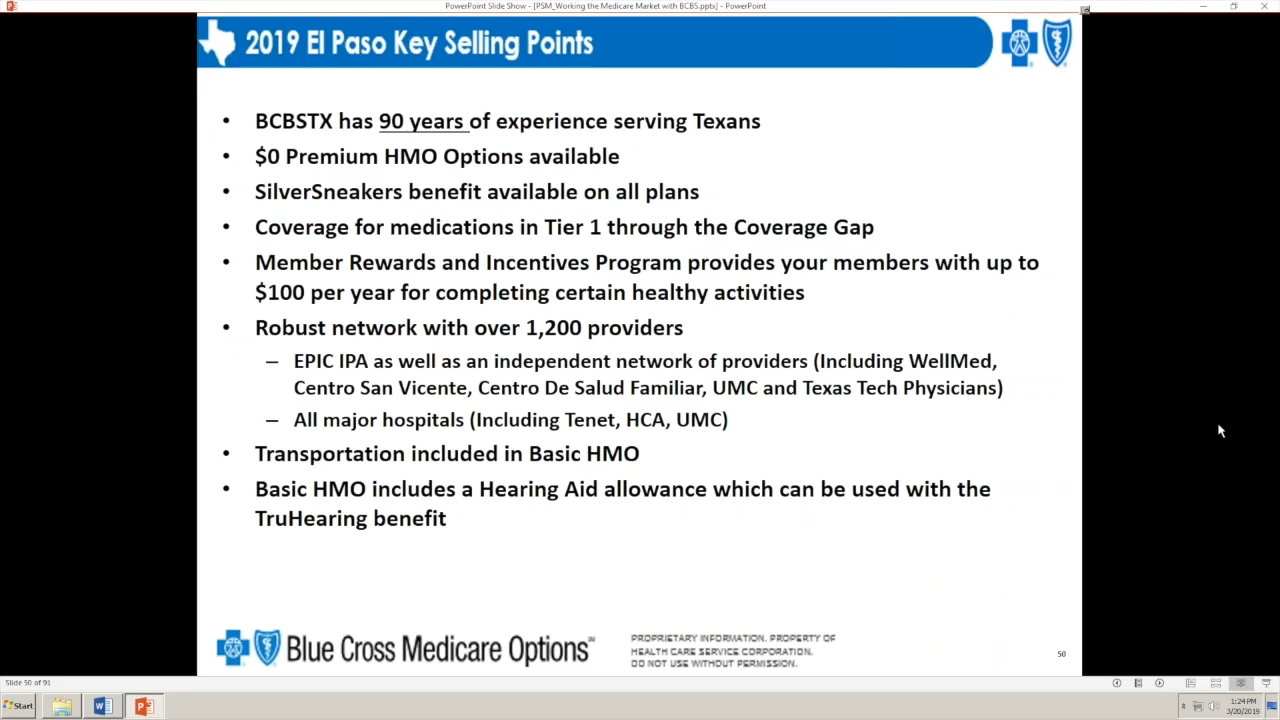 PowerPoint Slide Show - [PSM_Working the Medicare Market with BCBS.pptx] - PowerPoint
2019 El Paso Key Selling Points
• BCBSTX has 90 years of experience serving Texans
• $0 Premium HMO Options available
• SilverSneakers benefit available on all plans
• Coverage for medications in Tier 1 through the Coverage Gap
• Member Rewards and Incentives Program provides your members with up to
$100 per year for completing certain healthy activities
• Robust network with over 1,200 providers
– EPIC IPA as well as an independent network of providers (Including WellMed,
Centro San Vicente, Centro De Salud Familiar, UMC and Texas Tech Physicians)
– All major hospitals (Including Tenet, HCA, UMC)
• Transportation included in Basic HMO
• Basic HMO includes a Hearing Aid allowance which can be used with the
TruHearing benefit
Blue Cross Medicare Options℠
PROPRIETARY INFORMATION. PROPERTY OF
HEALTH CARE SERVICE CORPORATION.
DO NOT USE WITHOUT PERMISSION.
50
Slide 50 of 91
Start
1:24 PM
3/20/2019